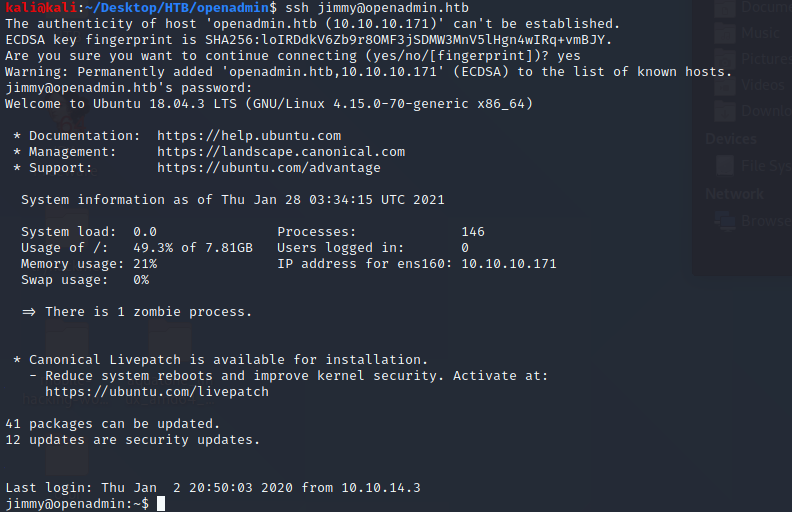 kali@kali:~/Desktop/HTB/openadmin$ ssh jimmy@openadmin.htb
The authenticity of host 'openadmin.htb (10.10.10.171)' can't be established.
ECDSA key fingerprint is SHA256:loIRDdkV6Zb9r8OMF3jSDMW3MnV5lHgn4wIRq+vmBJY.
Are you sure you want to continue connecting (yes/no/[fingerprint])? yes
Warning: Permanently added 'openadmin.htb,10.10.10.171' (ECDSA) to the list of known hosts.
jimmy@openadmin.htb's password:
Welcome to Ubuntu 18.04.3 LTS (GNU/Linux 4.15.0-70-generic x86_64)
* Documentation:  https://help.ubuntu.com
* Management:     https://landscape.canonical.com
* Support:        https://ubuntu.com/advantage
System information as of Thu Jan 28 03:34:15 UTC 2021
System load:  0.0               Processes:             146
Usage of /:   49.3% of 7.81GB   Users logged in:       0
Memory usage: 21%               IP address for ens160: 10.10.10.171
Swap usage:   0%
=> There is 1 zombie process.
* Canonical Livepatch is available for installation.
- Reduce system reboots and improve kernel security. Activate at:
https://ubuntu.com/livepatch
41 packages can be updated.
12 updates are security updates.
Last login: Thu Jan  2 20:50:03 2020 from 10.10.14.3
jimmy@openadmin:~$
Music
Videos
Devices
Network